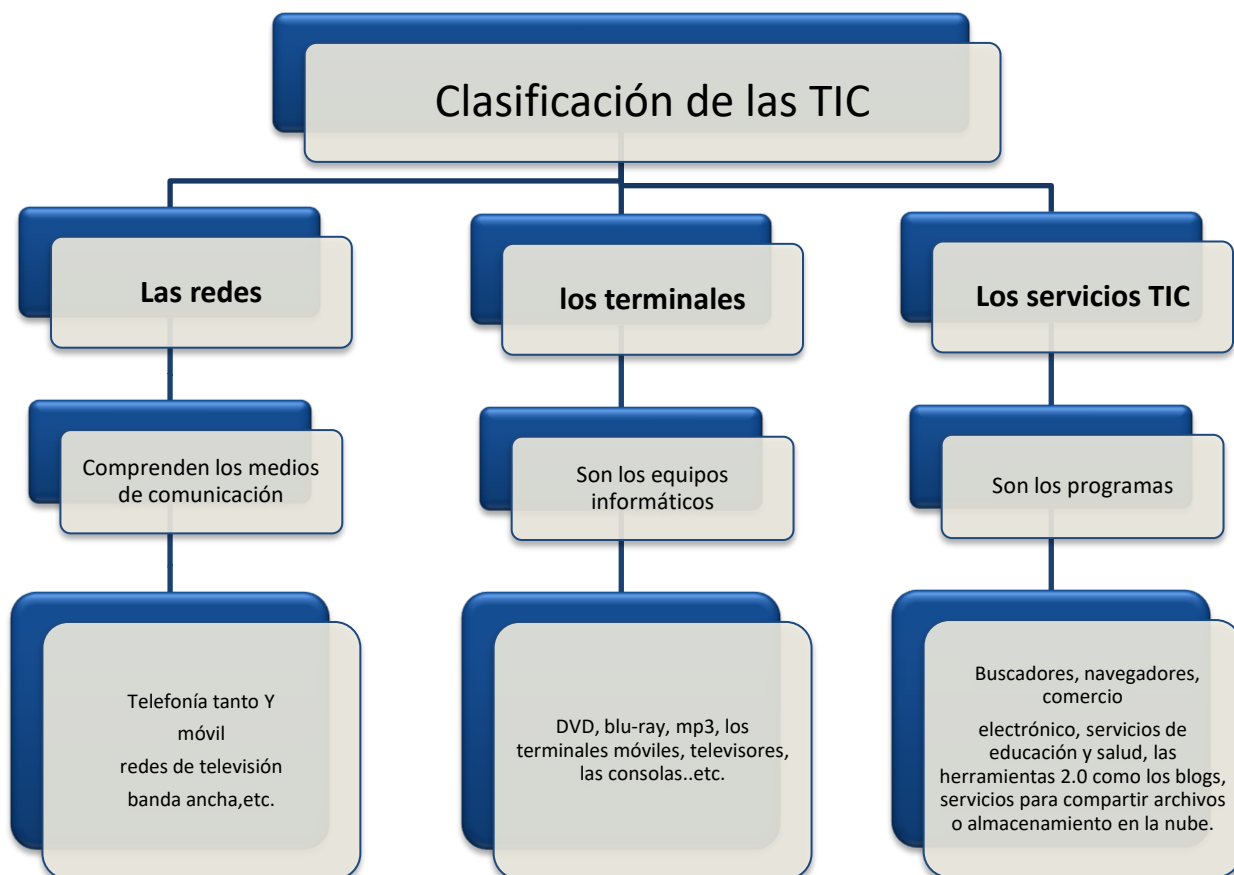 Clasificación de las TIC
Las redes
los terminales
Los servicios TIC
Comprenden los medios
de comunicación
Son los equipos
informáticos
Son los programas
Telefonía tanto Y
móvil
redes de televisión
banda ancha,etc.
DVD, blu-ray, mp3, los
terminales móviles, televisores,
las consolas..etc.
Buscadores, navegadores,
comercio
electrónico, servicios de
educación y salud, las
herramientas 2.0 como los blogs,
servicios para compartir archivos
o almacenamiento en la nube.